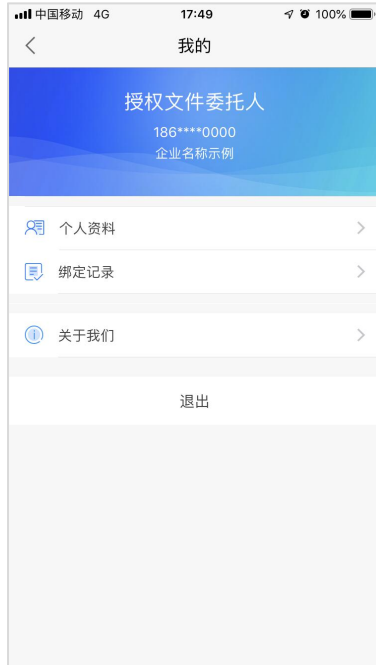 中国移动 4G 17:49 100%
我的
授权文件委托人
186****0000
企业名称示例
个人资料
绑定记录
关于我们
退出